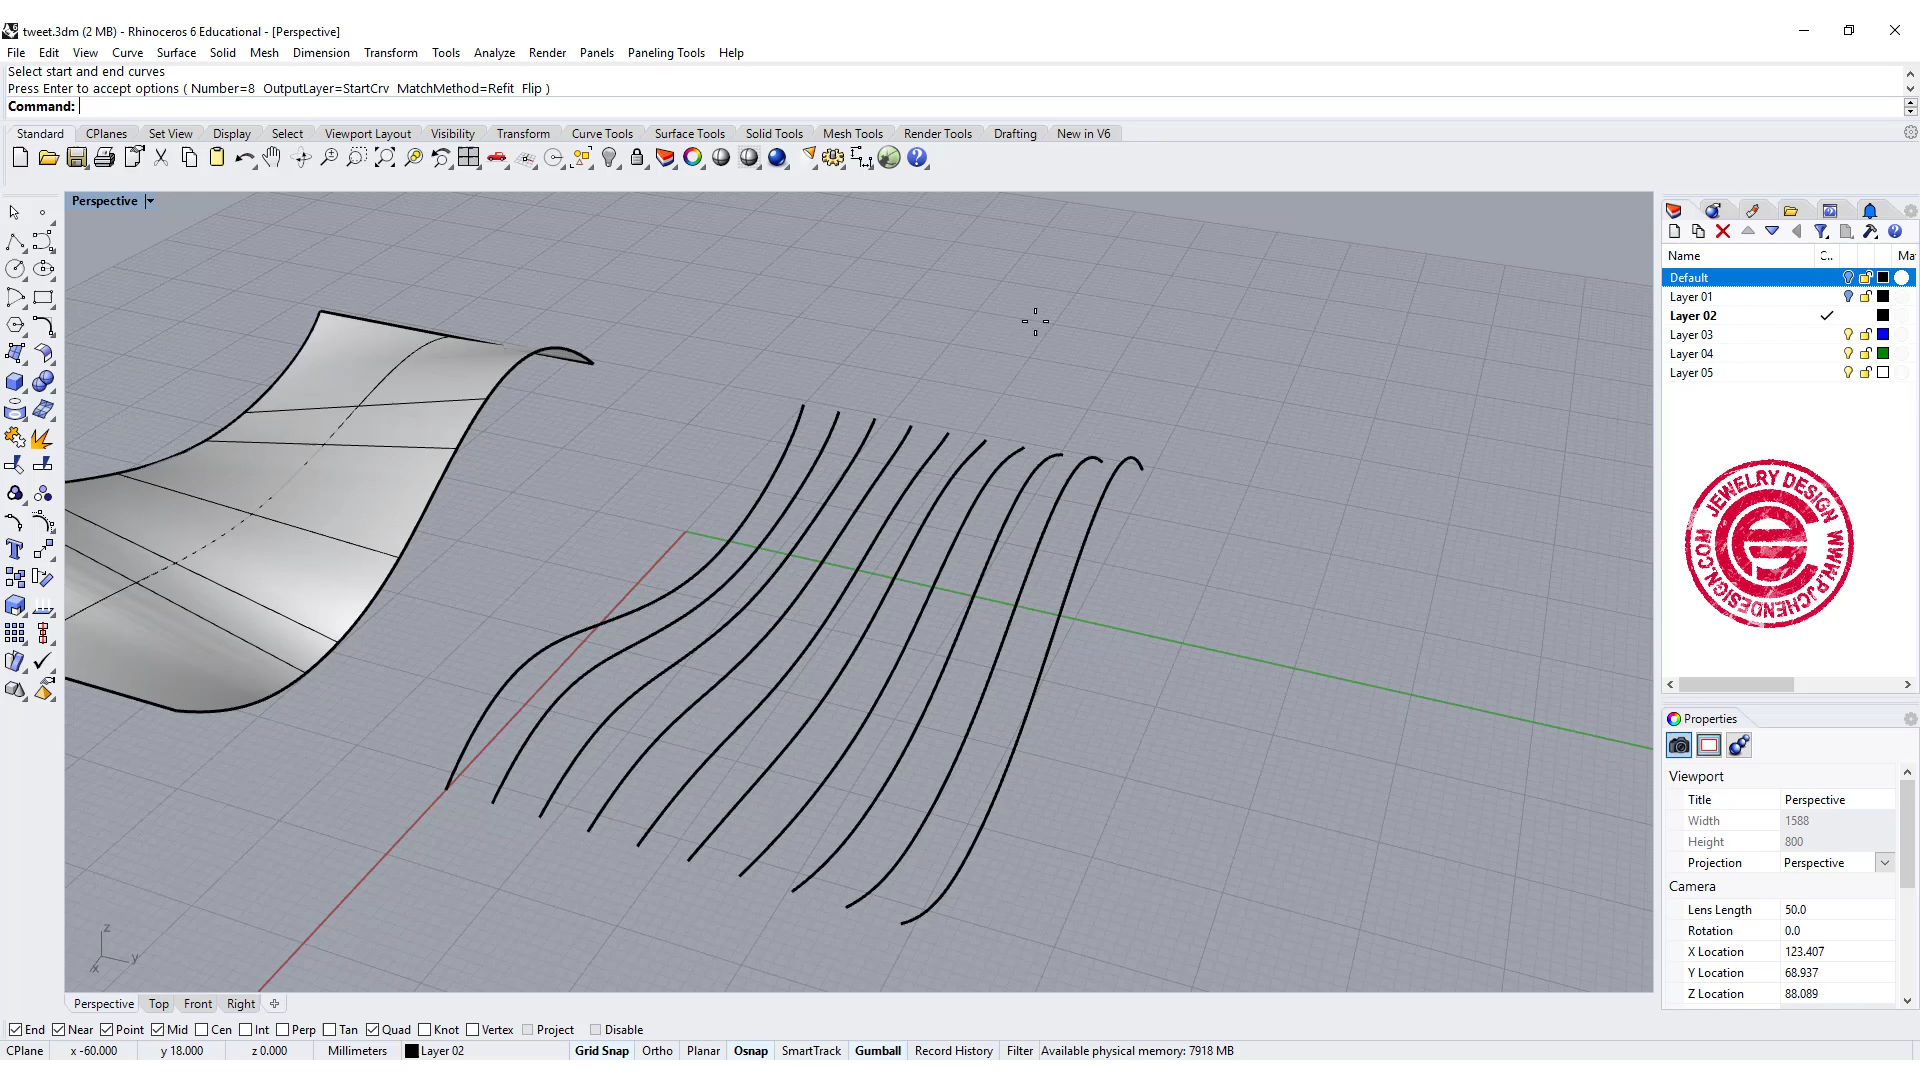 tweet.3dm (2 MB) - Rhinoceros 6 Educational - [Perspective]
File Edit View Curve Surface Solid Mesh Dimension Transform Tools Analyze Render Panels Paneling Tools Help
Select start and end curves
Press Enter to accept options ( Number=8 OutputLayer=StartCrv MatchMethod=Refit Flip )
Command:
Standard CPlanes Set View Display Select Viewport Layout Visibility Transform Curve Tools Surface Tools Solid Tools Mesh Tools Render Tools Drafting New in V6
Perspective
Name C.. Ma
Default
Layer 01
Layer 02
Layer 03
Layer 04
Layer 05
JEWELRY DESIGN
WWW.PJCHENDESIGN.COM
Properties
Viewport
Title Perspective
Width 1588
Height 800
Projection Perspective
Camera
Lens Length 50.0
Rotation 0.0
X Location 123.407
Y Location 68.937
Z Location 88.089
z
y
x
Perspective Top Front Right
End Near Point Mid Cen Int Perp Tan Quad Knot Vertex Project Disable
CPlane x -60.000 y 18.000 z 0.000 Millimeters Layer 02 Grid Snap Ortho Planar Osnap SmartTrack Gumball Record History Filter Available physical memory: 7918 MB